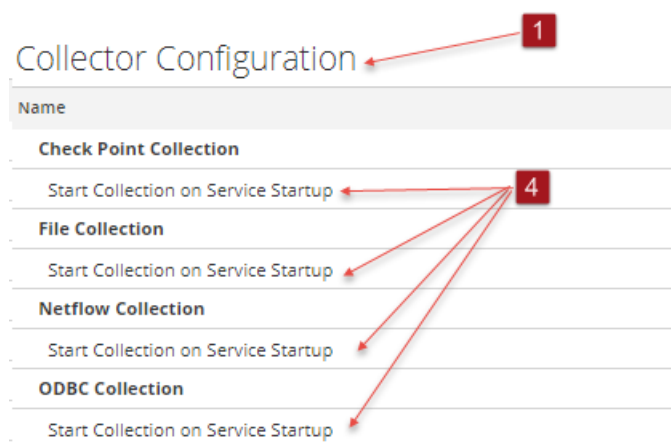 1
Collector Configuration
Name
Check Point Collection
Start Collection on Service Startup
4
File Collection
Start Collection on Service Startup
Netflow Collection
Start Collection on Service Startup
ODBC Collection
Start Collection on Service Startup